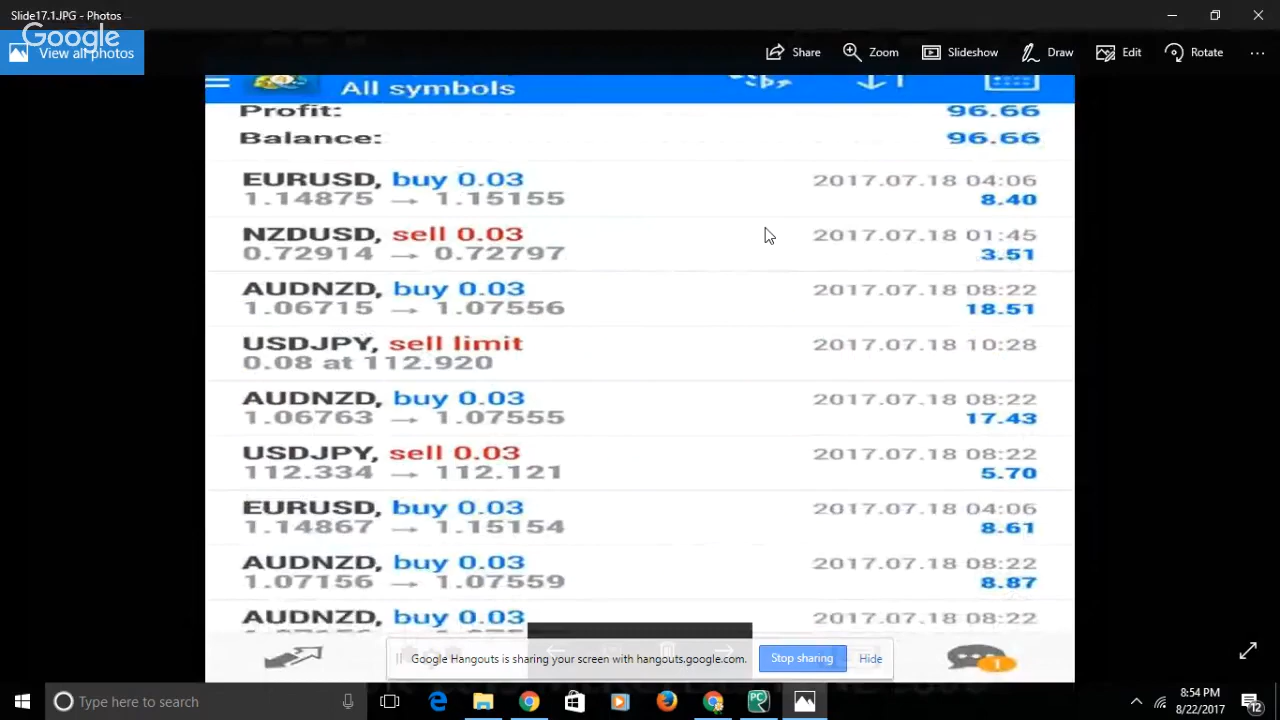 Slide17.1.JPG - Photos
Google
View all photos
Share
Zoom
Slideshow
Draw
Edit
Rotate
All symbols
Profit: 96.66
Balance: 96.66
EURUSD, buy 0.03 2017.07.18 04:06
1.14875 → 1.15155 8.40
NZDUSD, sell 0.03 2017.07.18 01:45
0.72914 → 0.72797 3.51
AUDNZD, buy 0.03 2017.07.18 08:22
1.06715 → 1.07556 18.51
USDJPY, sell limit 2017.07.18 10:28
0.08 at 112.920
AUDNZD, buy 0.03 2017.07.18 08:22
1.06763 → 1.07555 17.43
USDJPY, sell 0.03 2017.07.18 08:22
112.334 → 112.121 5.70
EURUSD, buy 0.03 2017.07.18 04:06
1.14867 → 1.15154 8.61
AUDNZD, buy 0.03 2017.07.18 08:22
1.07156 → 1.07559 8.87
AUDNZD, buy 0.03 2017.07.18 08:22
Google Hangouts is sharing your screen with hangouts.google.com.
Stop sharing
Hide
1
Type here to search
8:54 PM
8/22/2017
12